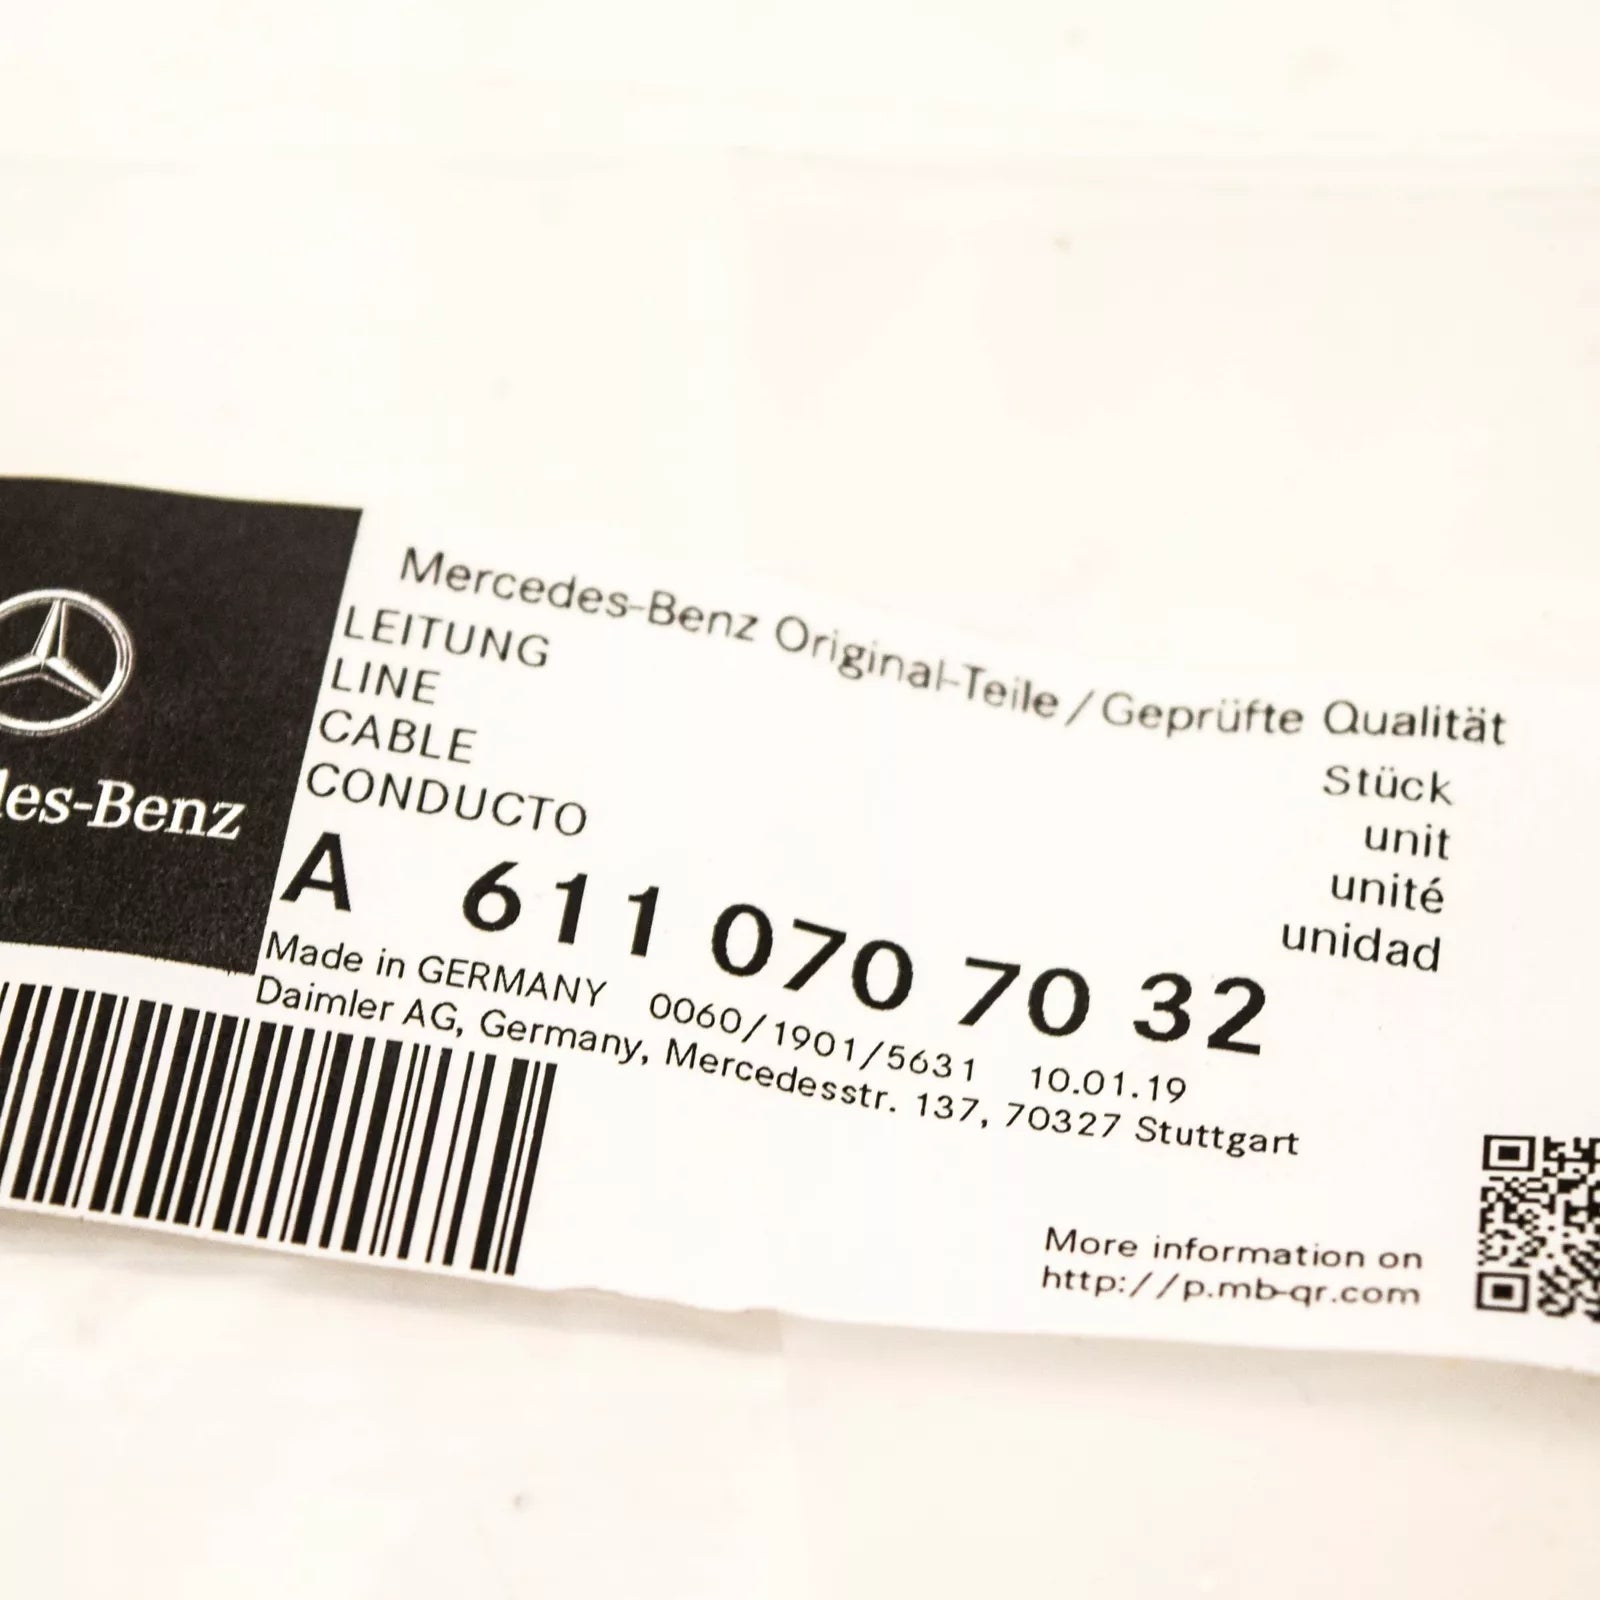 Mercedes-Benz Original-Teile / Geprüfte Qualität
LEITUNG
LINE
CABLE
CONDUCTO
Stück
unit
unité
unidad
A 611 070 70 32
Made in GERMANY 0060/1901/5631 10.01.19
Daimler AG, Germany, Mercedesstr. 137, 70327 Stuttgart
des-Benz
More information on
http://p.mb-qr.com